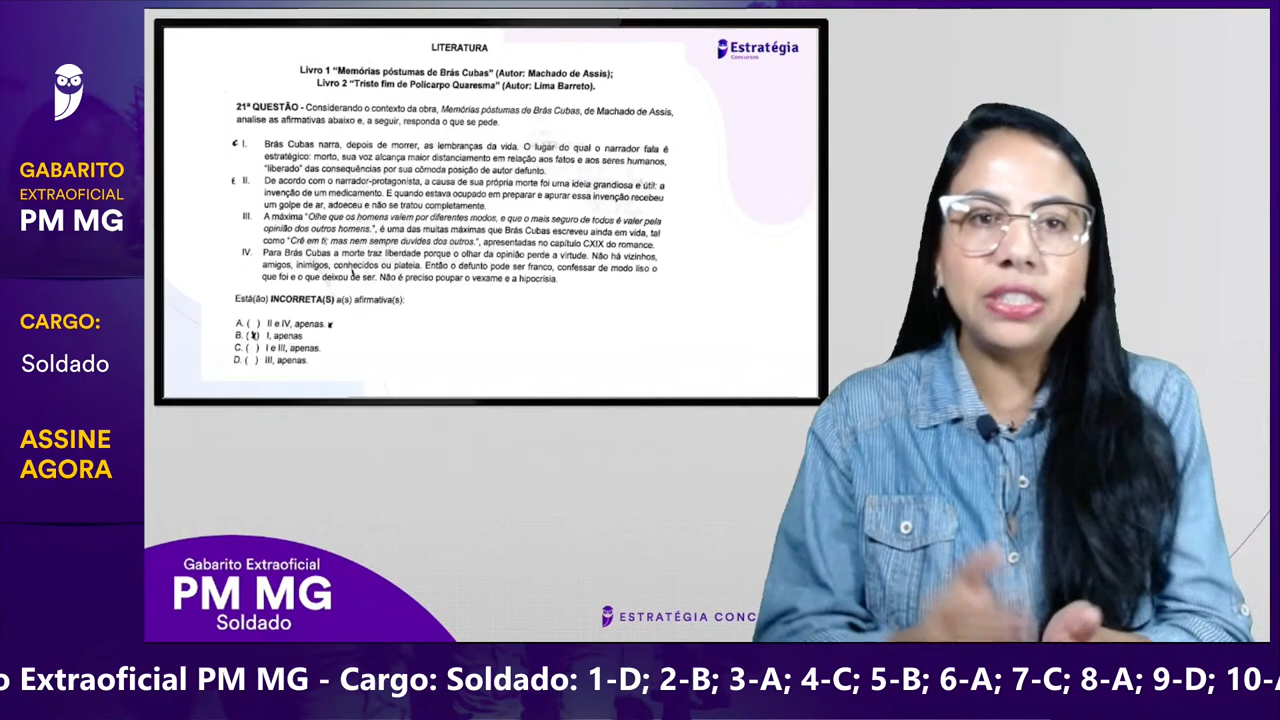 GABARITO
EXTRAOFICIAL
PM MG
CARGO:
Soldado
ASSINE
AGORA
Estratégia
Concursos
LITERATURA
Livro 1 “Memórias póstumas de Brás Cubas” (Autor: Machado de Assis);
Livro 2 “Triste fim de Policarpo Quaresma” (Autor: Lima Barreto).
21ª QUESTÃO - Considerando o contexto da obra, Memórias póstumas de Brás Cubas, de Machado de Assis,
analise as afirmativas abaixo e, a seguir, responda o que se pede.
I. Brás Cubas narra, depois de morrer, as lembranças da vida. O lugar do qual o narrador fala é
estratégico: morto, sua voz alcança maior distanciamento em relação aos fatos e aos seres humanos,
“liberado” das consequências por sua cômoda posição de autor defunto.
II. De acordo com o narrador-protagonista, a causa de sua própria morte foi uma ideia grandiosa e útil: a
invenção de um medicamento. E quando estava ocupado em preparar e apurar essa invenção recebeu
um golpe de ar, adoeceu e não se tratou completamente.
III. A máxima “Olhe que os homens valem por diferentes modos, e que o mais seguro de todos é valer pela
opinião dos outros homens.”, é uma das muitas máximas que Brás Cubas escreveu ainda em vida, tal
como “Crê em ti; mas nem sempre duvides dos outros.”, apresentadas no capítulo CXIX do romance.
IV. Para Brás Cubas a morte traz liberdade porque o olhar da opinião perde a virtude. Não há vizinhos,
amigos, inimigos, conhecidos ou plateia. Então o defunto pode ser franco, confessar de modo liso o
que foi e o que deixou de ser. Não é preciso poupar o vexame e a hipocrisia.
Está(ão) INCORRETA(S) a(s) afirmativa(s):
A. ( ) II e IV, apenas. x
B. (X) I, apenas
C. ( ) I e III, apenas.
D. ( ) III, apenas.
Gabarito Extraoficial
PM MG
Soldado
ESTRATÉGIA CONC
o Extraoficial PM MG - Cargo: Soldado: 1-D; 2-B; 3-A; 4-C; 5-B; 6-A; 7-C; 8-A; 9-D; 10-